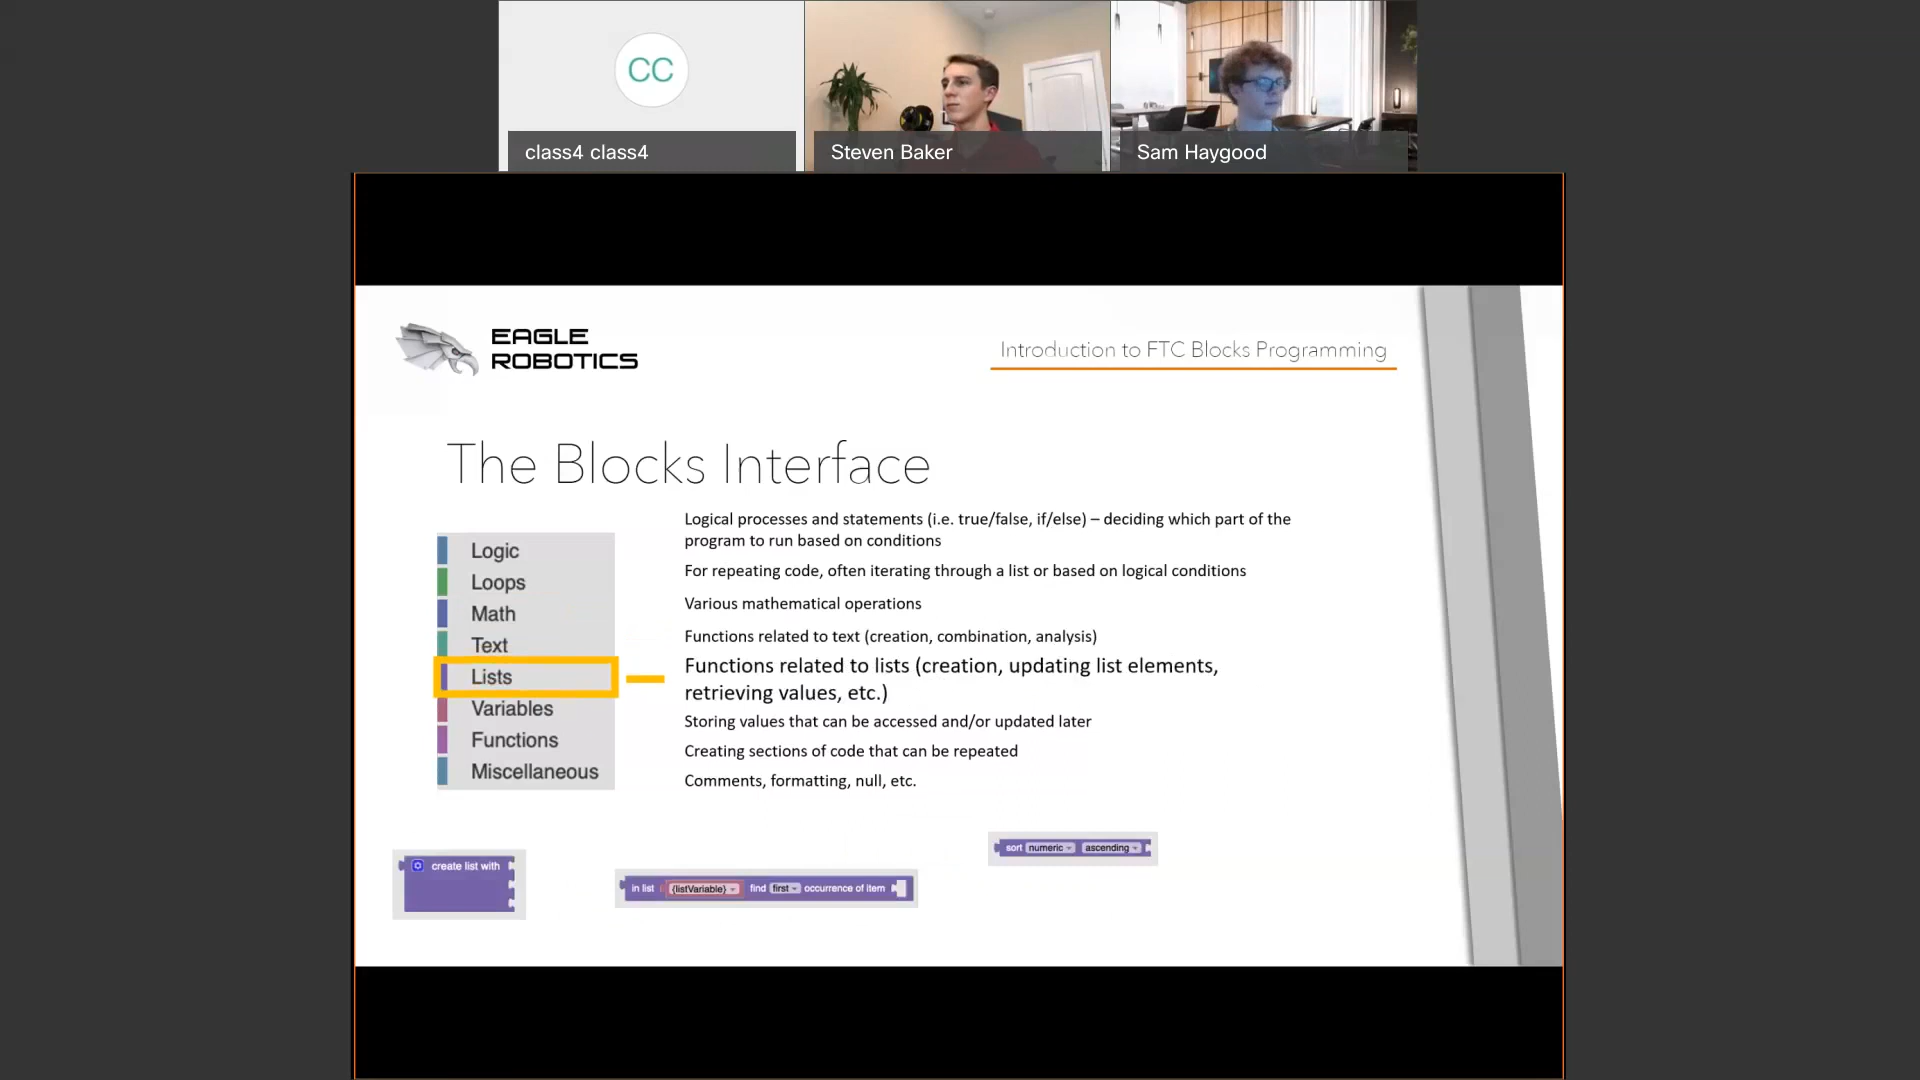 CC
class4 class4
Steven Baker
Sam Haygood
EAGLE
ROBOTICS
Introduction to FTC Blocks Programming
The Blocks Interface
Logic
Loops
Math
Text
Lists
Variables
Functions
Miscellaneous
Logical processes and statements (i.e. true/false, if/else) – deciding which part of the
program to run based on conditions
For repeating code, often iterating through a list or based on logical conditions
Various mathematical operations
Functions related to text (creation, combination, analysis)
Functions related to lists (creation, updating list elements,
retrieving values, etc.)
Storing values that can be accessed and/or updated later
Creating sections of code that can be repeated
Comments, formatting, null, etc.
create list with
in list {listVariable} find first occurrence of item
sort numeric ascending